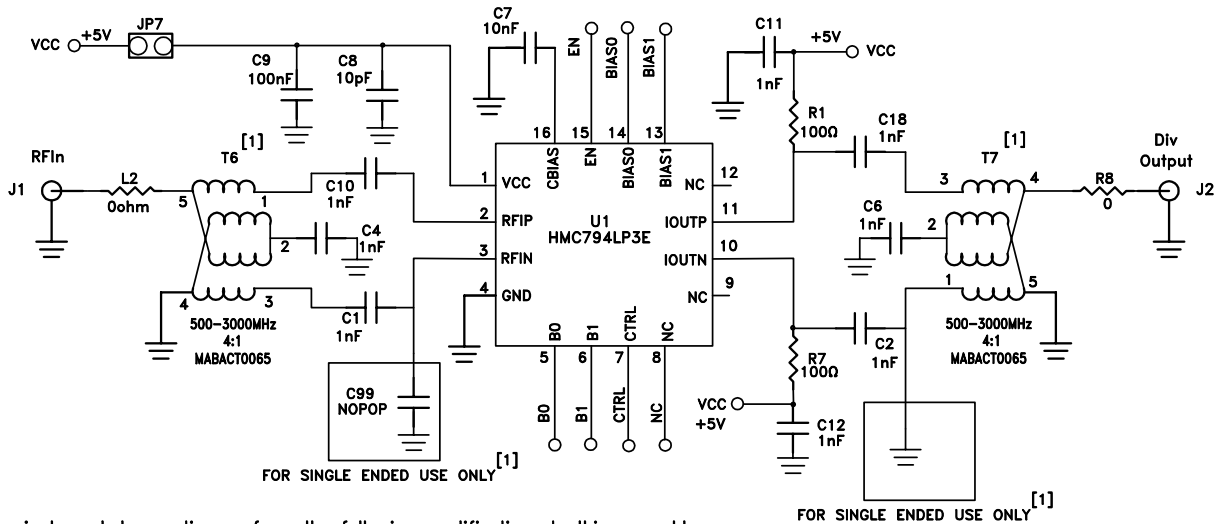 VCC
+5V
JP7
C9
100nF
C8
10pF
C7
10nF
EN
BIAS0
BIAS1
C11
1nF
+5V
VCC
R1
100Ω
C18
1nF
16
15
14
13
CBIAS
EN
BIAS0
BIAS1
RFIn
J1
L2
0ohm
T6
[1]
5
1
2
4
3
500-3000MHz
4:1
MABACT0065
C10
1nF
C4
1nF
C1
1nF
1
VCC
2
RFIP
3
RFIN
4
GND
U1
HMC794LP3E
NC
12
IOUTP
11
IOUTN
10
NC
9
B0
B1
CTRL
NC
5
6
7
8
B0
B1
CTRL
NC
T7
[1]
3
4
2
1
5
500-3000MHz
4:1
MABACT0065
C6
1nF
R8
0
Div
Output
J2
C2
1nF
R7
100Ω
VCC
+5V
C12
1nF
C99
NOPOP
FOR SINGLE ENDED USE ONLY[1]
FOR SINGLE ENDED USE ONLY[1]